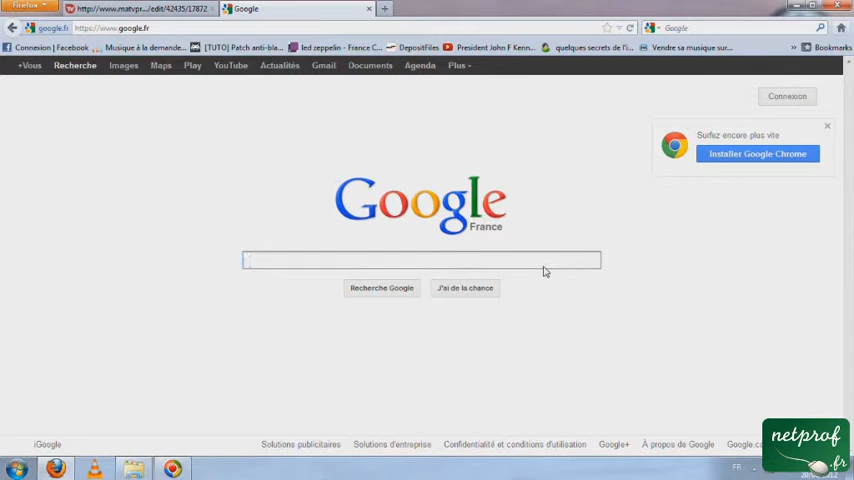 Firefox
http://www.matvpr.../edit/42435/17872
Google
google.fr
https://www.google.fr
Google
Connexion | Facebook
Musique à la demande...
[TUTO] Patch anti-bla...
led zeppelin - France C...
DepositFiles
President John F Kenn...
quelques secrets de l'i...
Vendre sa musique sur...
Bookmarks
+Vous Recherche Images Maps Play YouTube Actualités Gmail Documents Agenda Plus
Connexion
Surfez encore plus vite
Installer Google Chrome
Google
France
Recherche Google
J'ai de la chance
iGoogle
Solutions publicitaires
Solutions d'entreprise
Confidentialité et conditions d'utilisation
Google+
À propos de Google
FR
netprof
.fr